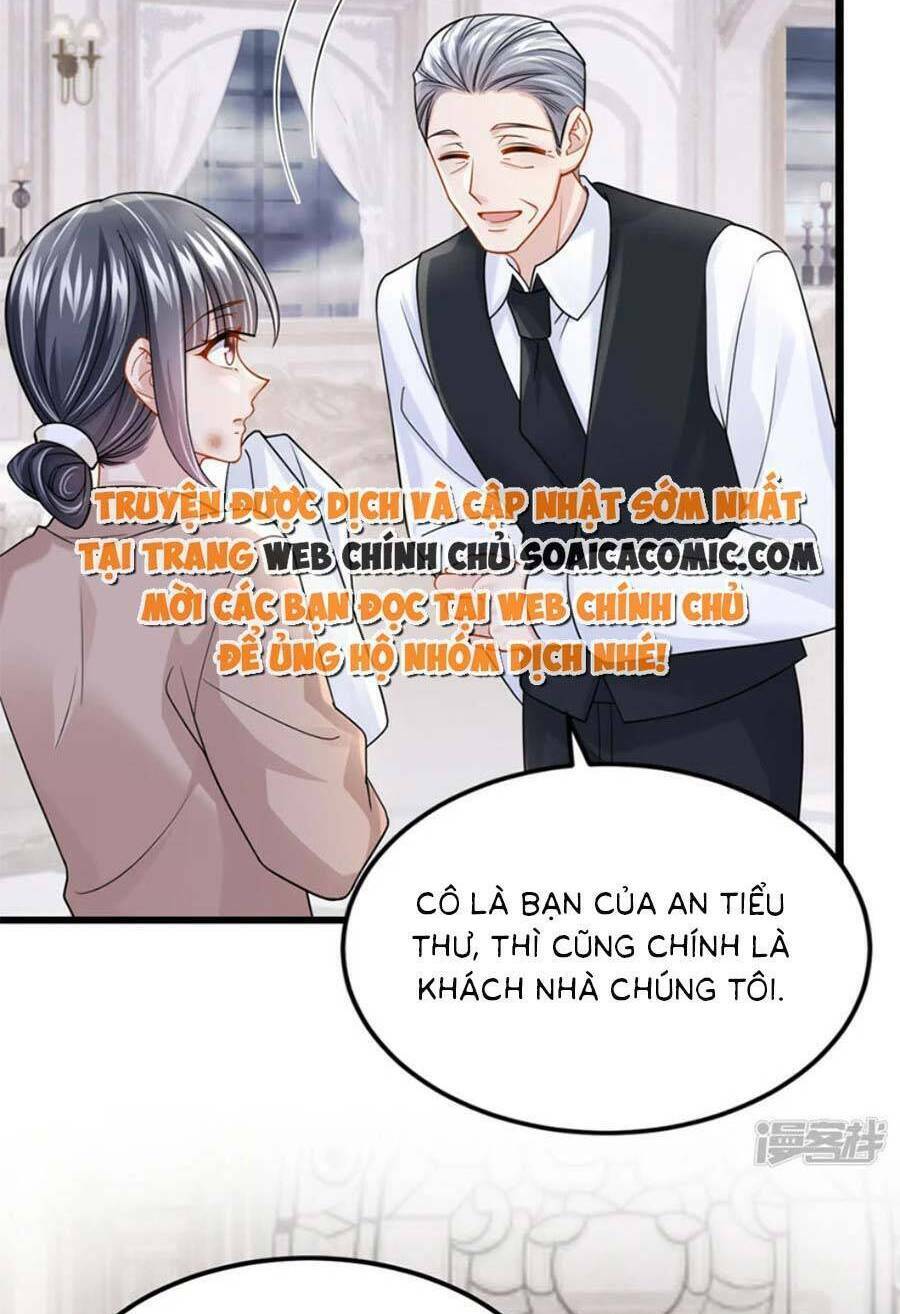 TRUYỆN ĐƯỢC DỊCH VÀ CẬP NHẬT SỚM NHẤT
TẠI TRANG WEB CHÍNH CHỦ SOAICACOMIC.COM
MỜI CÁC BẠN ĐỌC TẠI WEB CHÍNH CHỦ
ĐỂ ỦNG HỘ NHÓM DỊCH NHÉ!
CÔ LÀ BẠN CỦA AN TIỂU
THƯ, THÌ CŨNG CHÍNH LÀ
KHÁCH NHÀ CHÚNG TÔI.
漫客栈